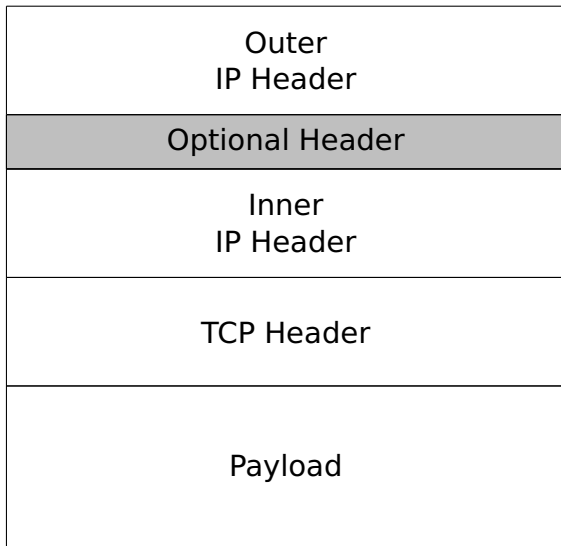 Outer
IP Header
Optional Header
Inner
IP Header
TCP Header
Payload